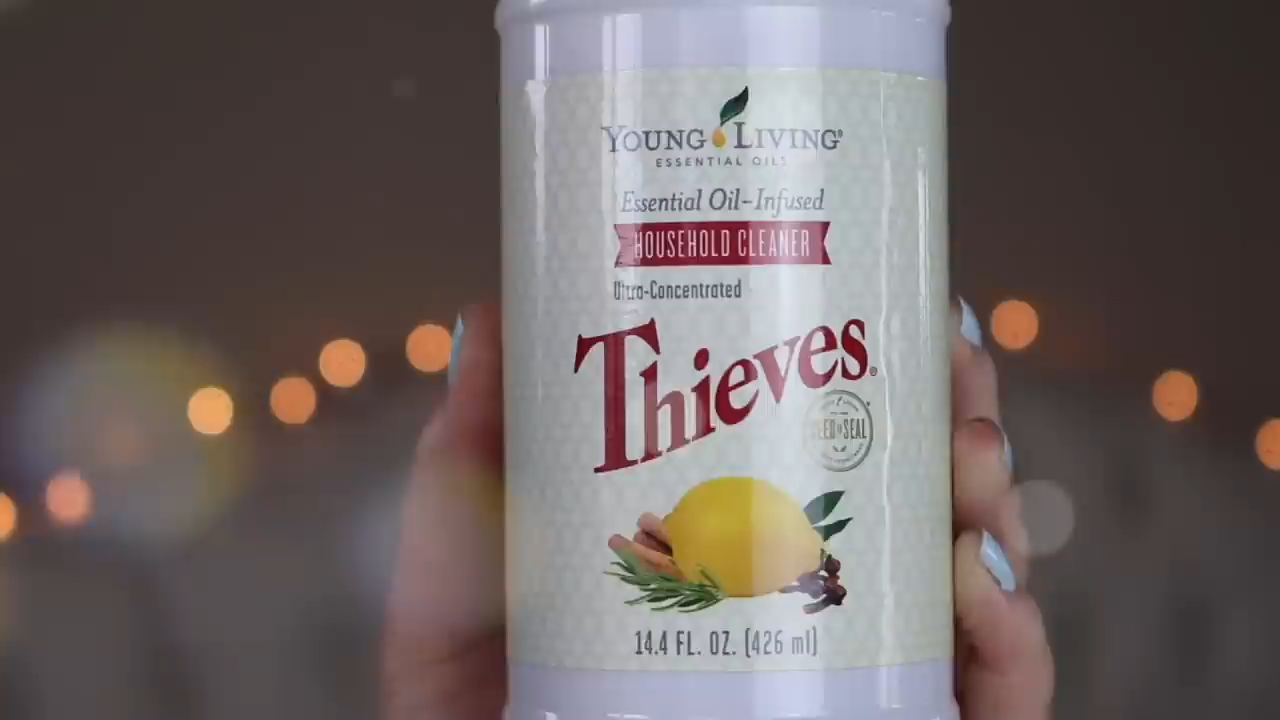 YOUNG LIVING®
ESSENTIAL OILS
Essential Oil-Infused
HOUSEHOLD CLEANER
Ultra-Concentrated
Thieves®
SEED TO SEAL
14.4 FL. OZ. (426 ml)